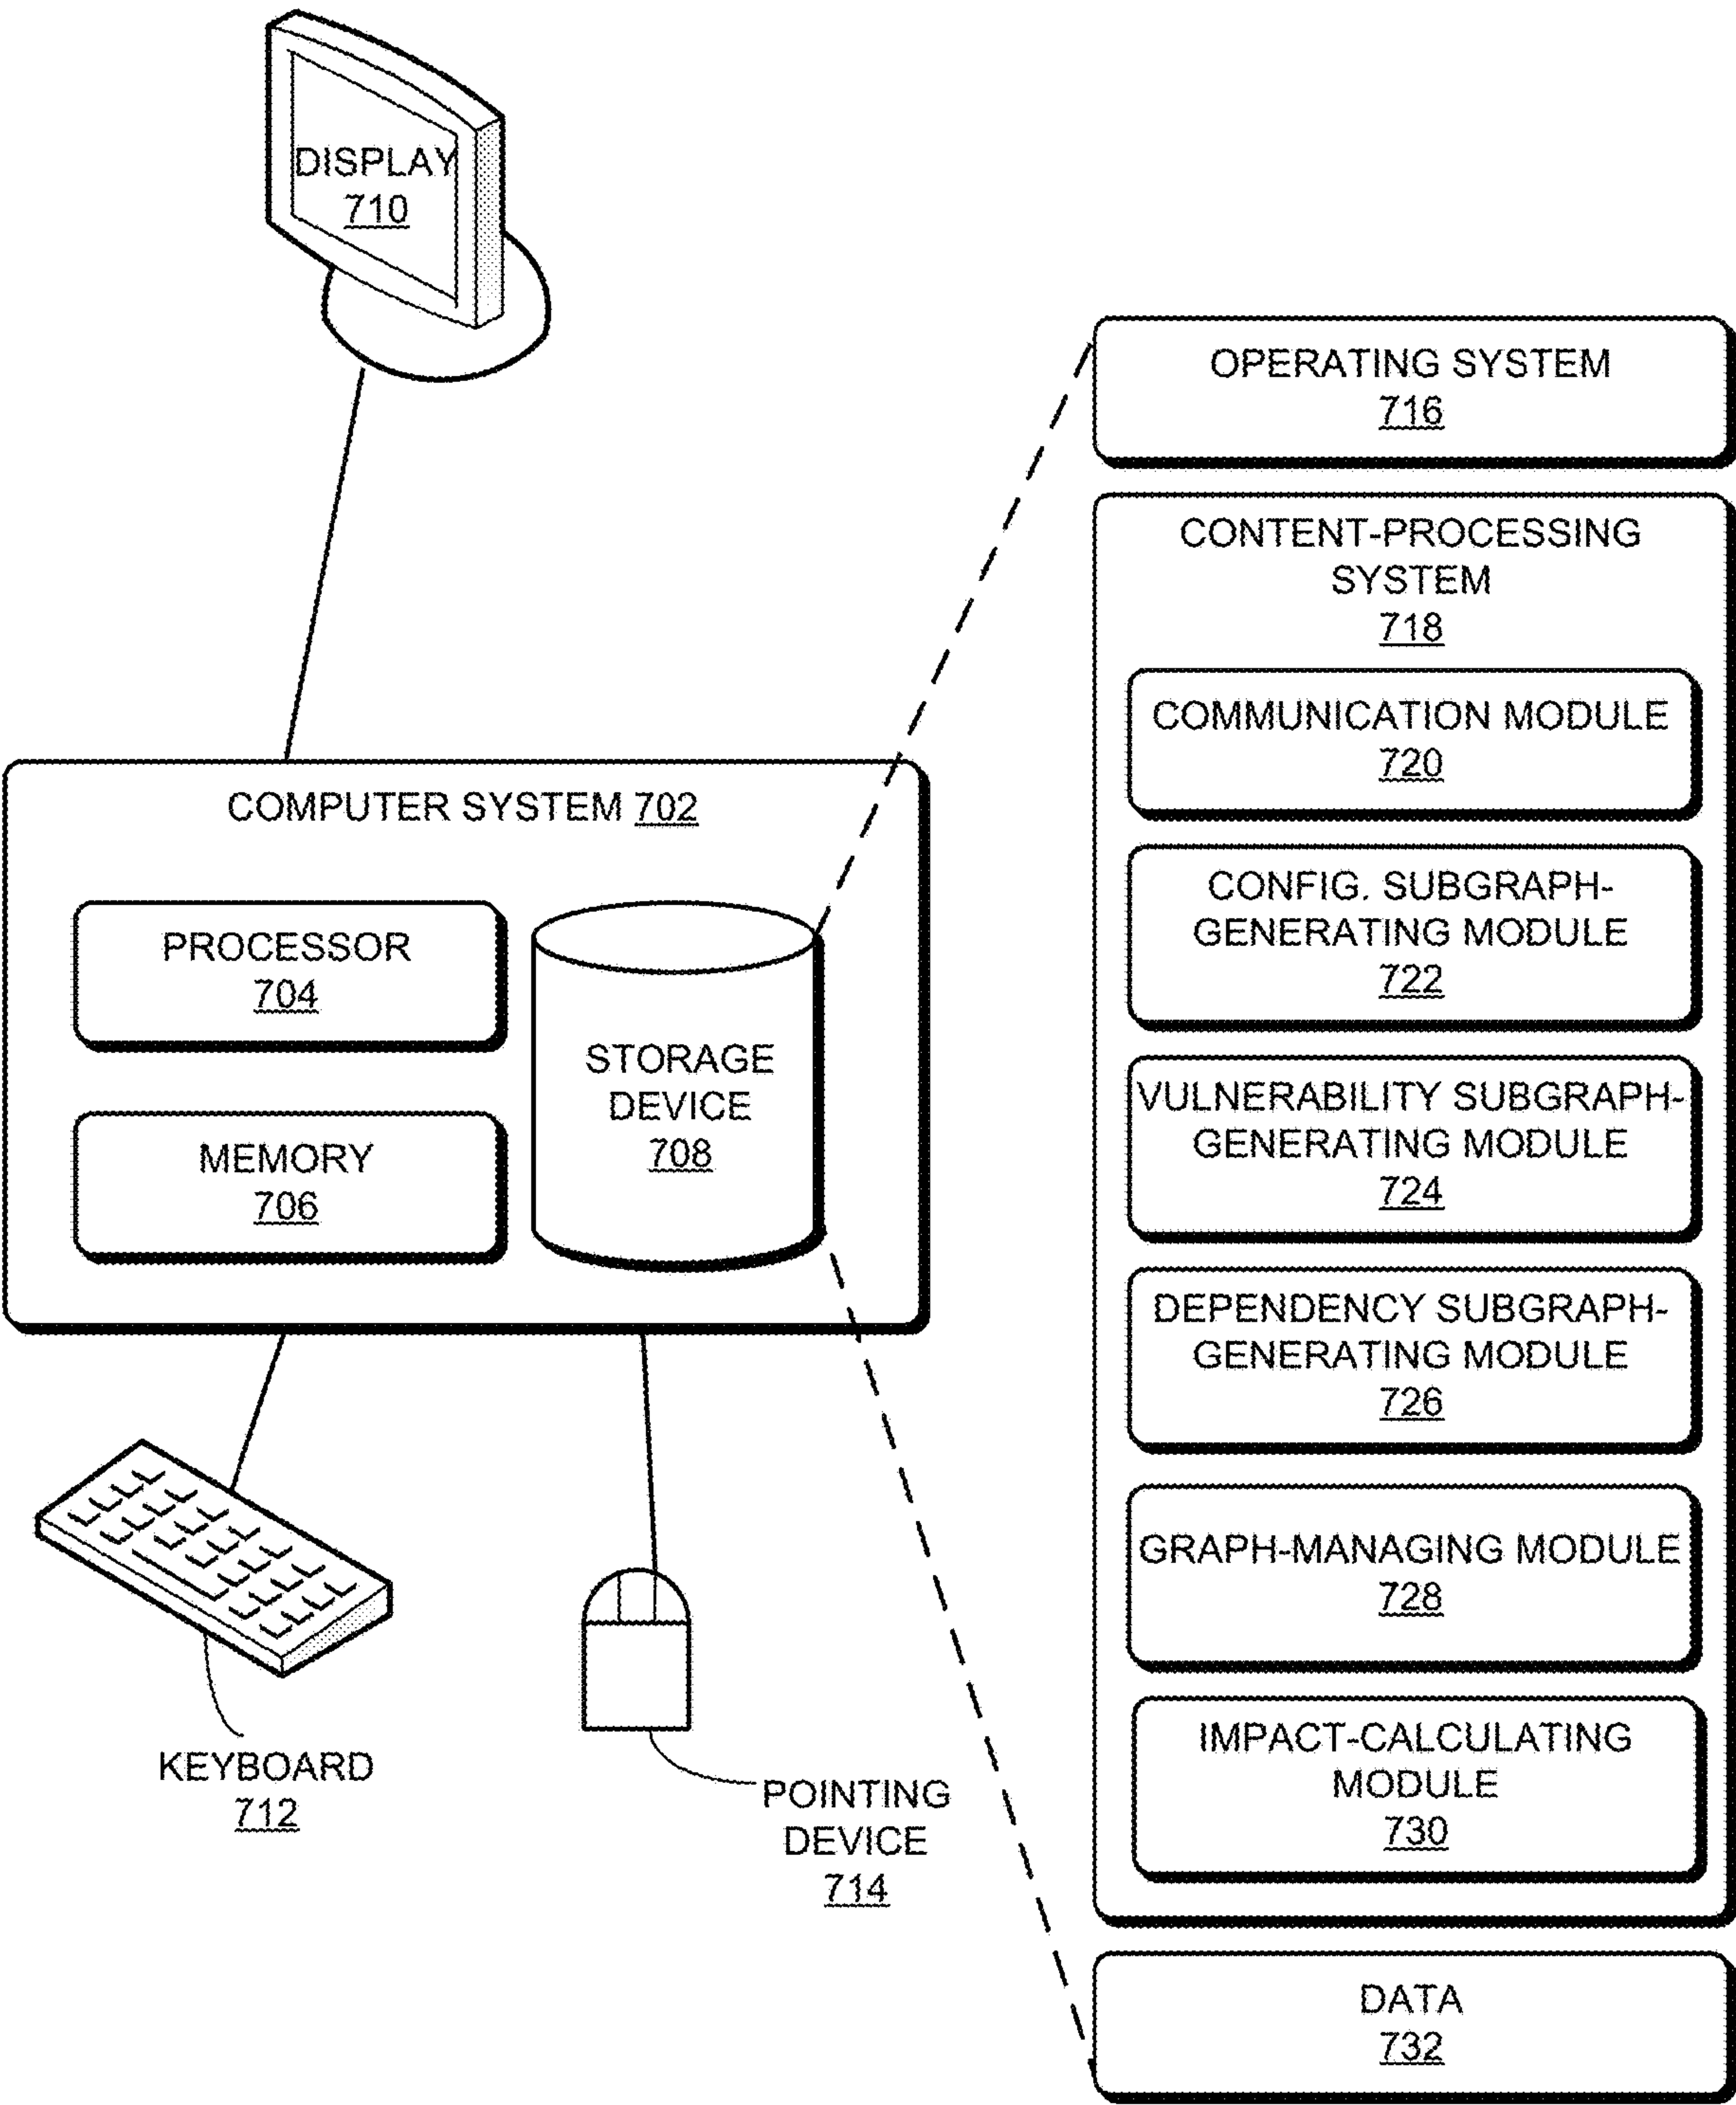 DISPLAY
710
COMPUTER SYSTEM 702
PROCESSOR
704
MEMORY
706
STORAGE
DEVICE
708
KEYBOARD
712
POINTING
DEVICE
714
OPERATING SYSTEM
716
CONTENT-PROCESSING
SYSTEM
718
COMMUNICATION MODULE
720
CONFIG. SUBGRAPH-
GENERATING MODULE
722
VULNERABILITY SUBGRAPH-
GENERATING MODULE
724
DEPENDENCY SUBGRAPH-
GENERATING MODULE
726
GRAPH-MANAGING MODULE
728
IMPACT-CALCULATING
MODULE
730
DATA
732